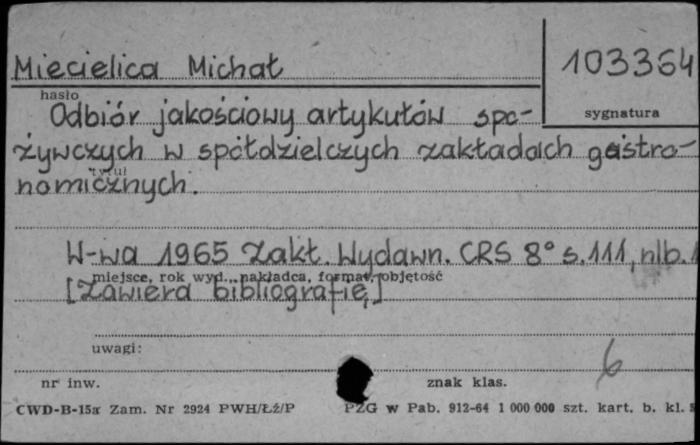 Miecielica Michał
103364
hasło
sygnatura
Odbiór jakościowy artykułów spo-
żywczych w spółdzielczych zakładach gastro-
tytuł
nomicznych.
W-wa 1965 Zakł. Wydawn. CRS 8° s.111, nlb.1
miejsce, rok wyd., nakładca, format, objętość
[Zawiera bibliografię]
uwagi:
6
nr inw.
znak klas.
CWD-B-15a Zam. Nr 2924 PWH/Łż/P
PZG w Pab. 912-64 1 000 000 szt. kart. b. kl.